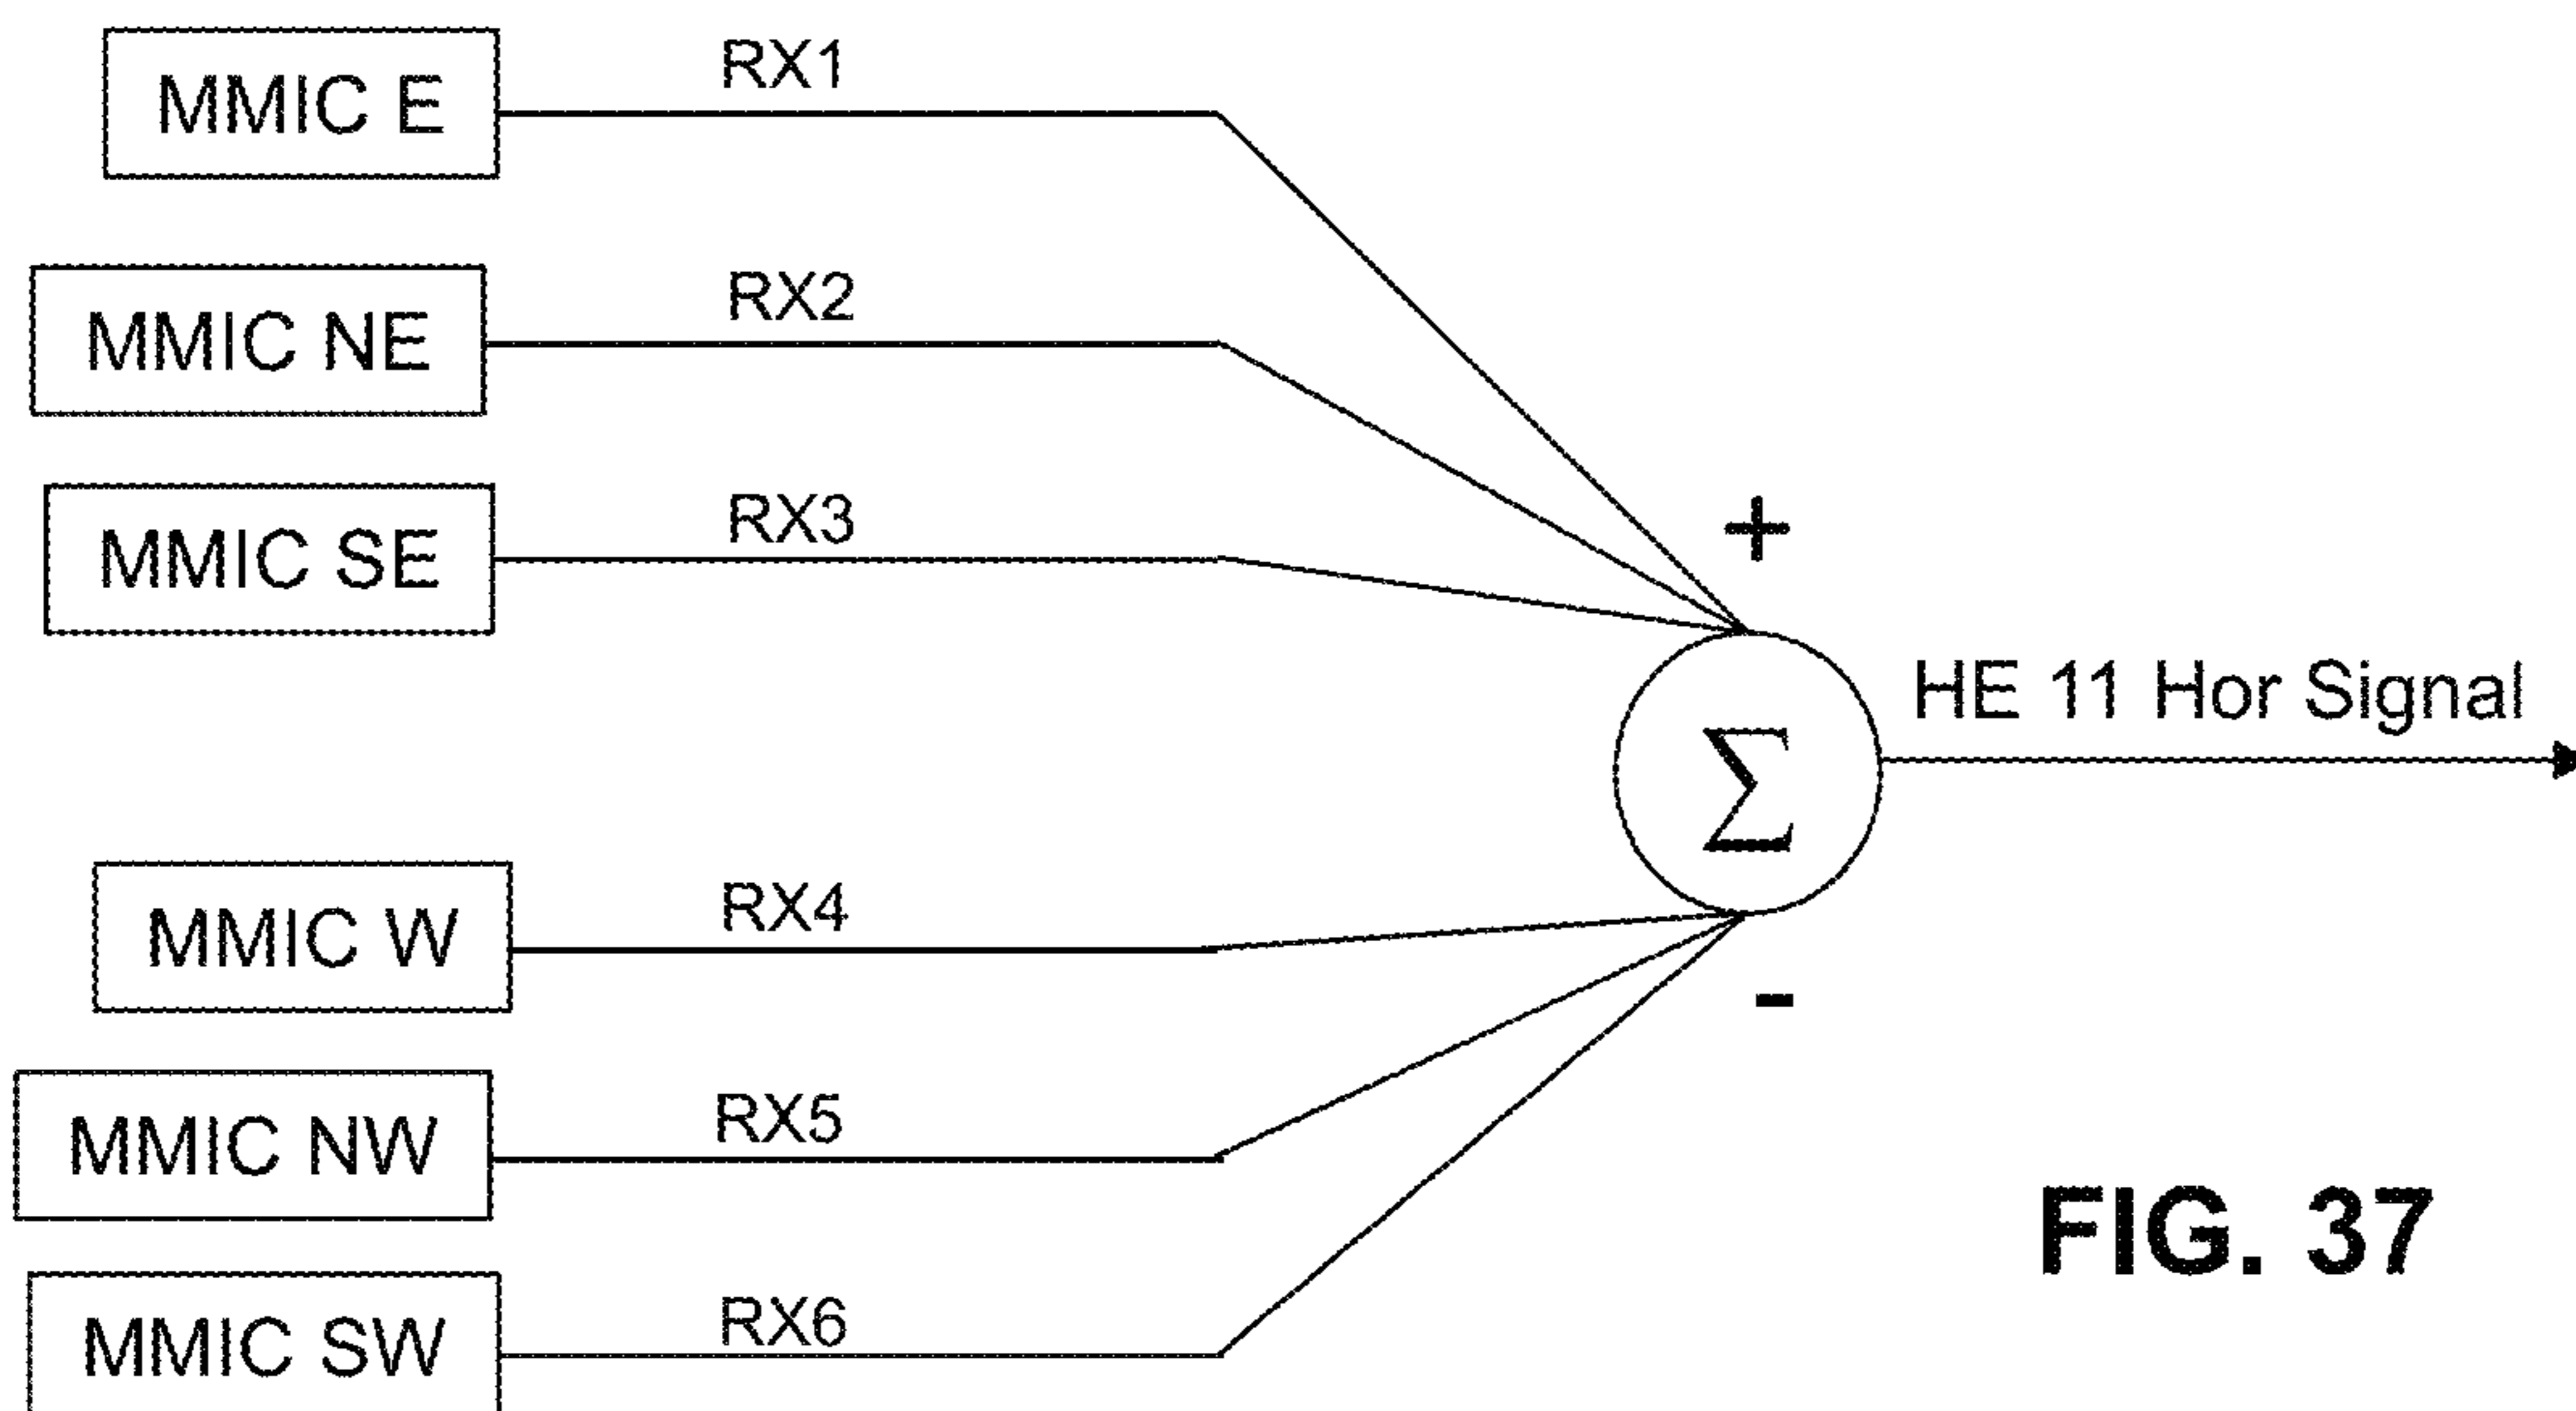 MMIC E
RX1
MMIC NE
RX2
MMIC SE
RX3
+
Σ
HE 11 Hor Signal
MMIC W
RX4
-
MMIC NW
RX5
MMIC SW
RX6
FIG. 37